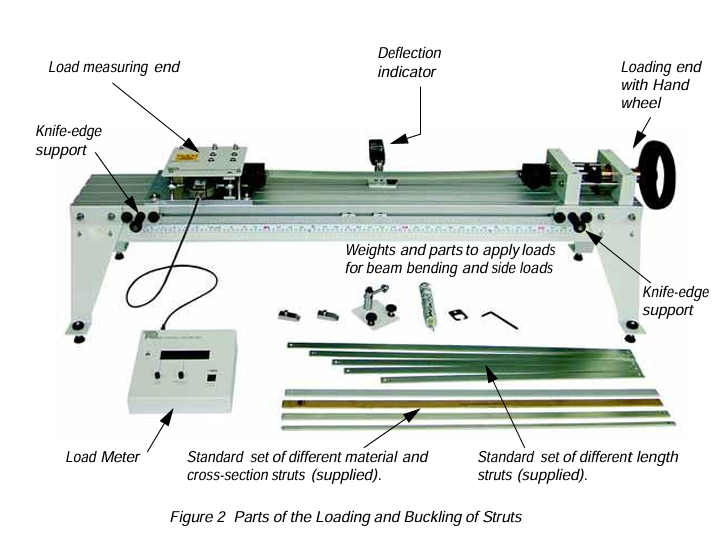 Load measuring end
Deflection
indicator
Loading end
with Hand
wheel
Knife-edge
support
Weights and parts to apply loads
for beam bending and side loads
Knife-edge
support
Load Meter
Standard set of different material and
cross-section struts (supplied).
Standard set of different length
struts (supplied).
Figure 2 Parts of the Loading and Buckling of Struts